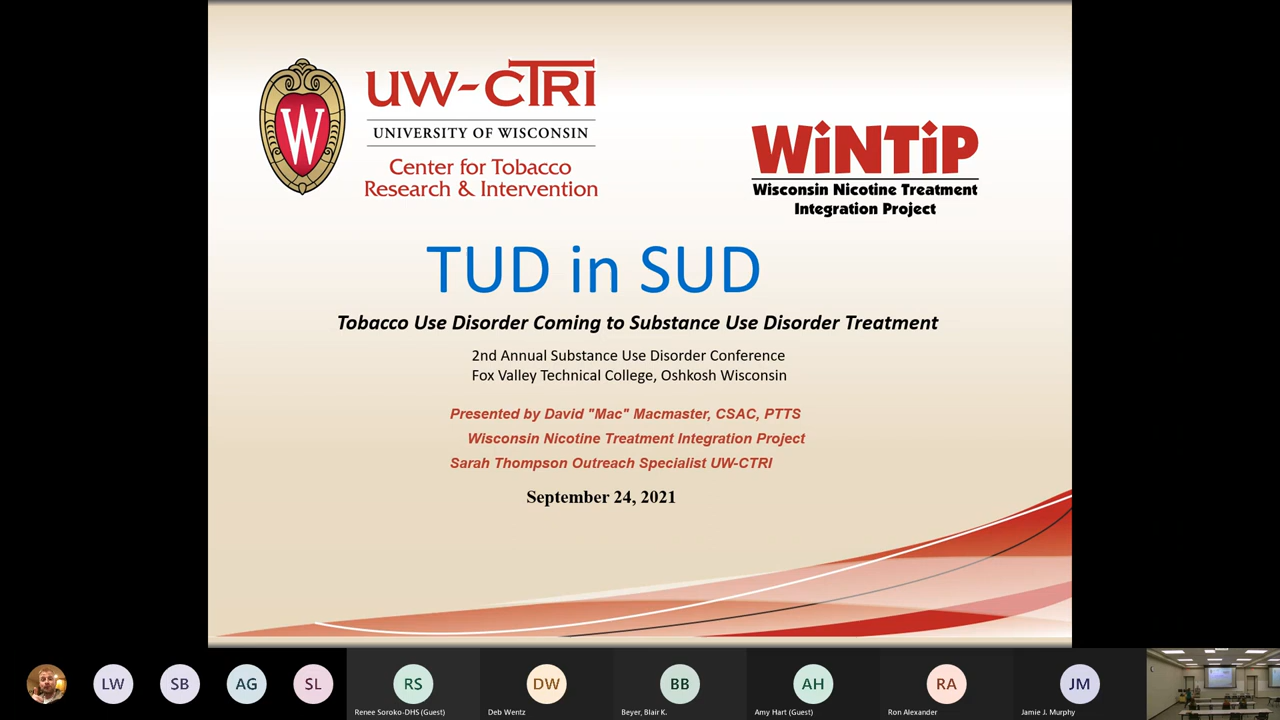 W
UW-CTRI
UNIVERSITY OF WISCONSIN
Center for Tobacco
Research & Intervention
WiNTiP
Wisconsin Nicotine Treatment
Integration Project
TUD in SUD
Tobacco Use Disorder Coming to Substance Use Disorder Treatment
2nd Annual Substance Use Disorder Conference
Fox Valley Technical College, Oshkosh Wisconsin
Presented by David "Mac" Macmaster, CSAC, PTTS
Wisconsin Nicotine Treatment Integration Project
Sarah Thompson Outreach Specialist UW-CTRI
September 24, 2021
LW
SB
AG
SL
RS
DW
BB
AH
RA
JM
Renee Soroko-DHS (Guest)
Deb Wentz
Beyer, Blair K.
Amy Hart (Guest)
Ron Alexander
Jamie J. Murphy